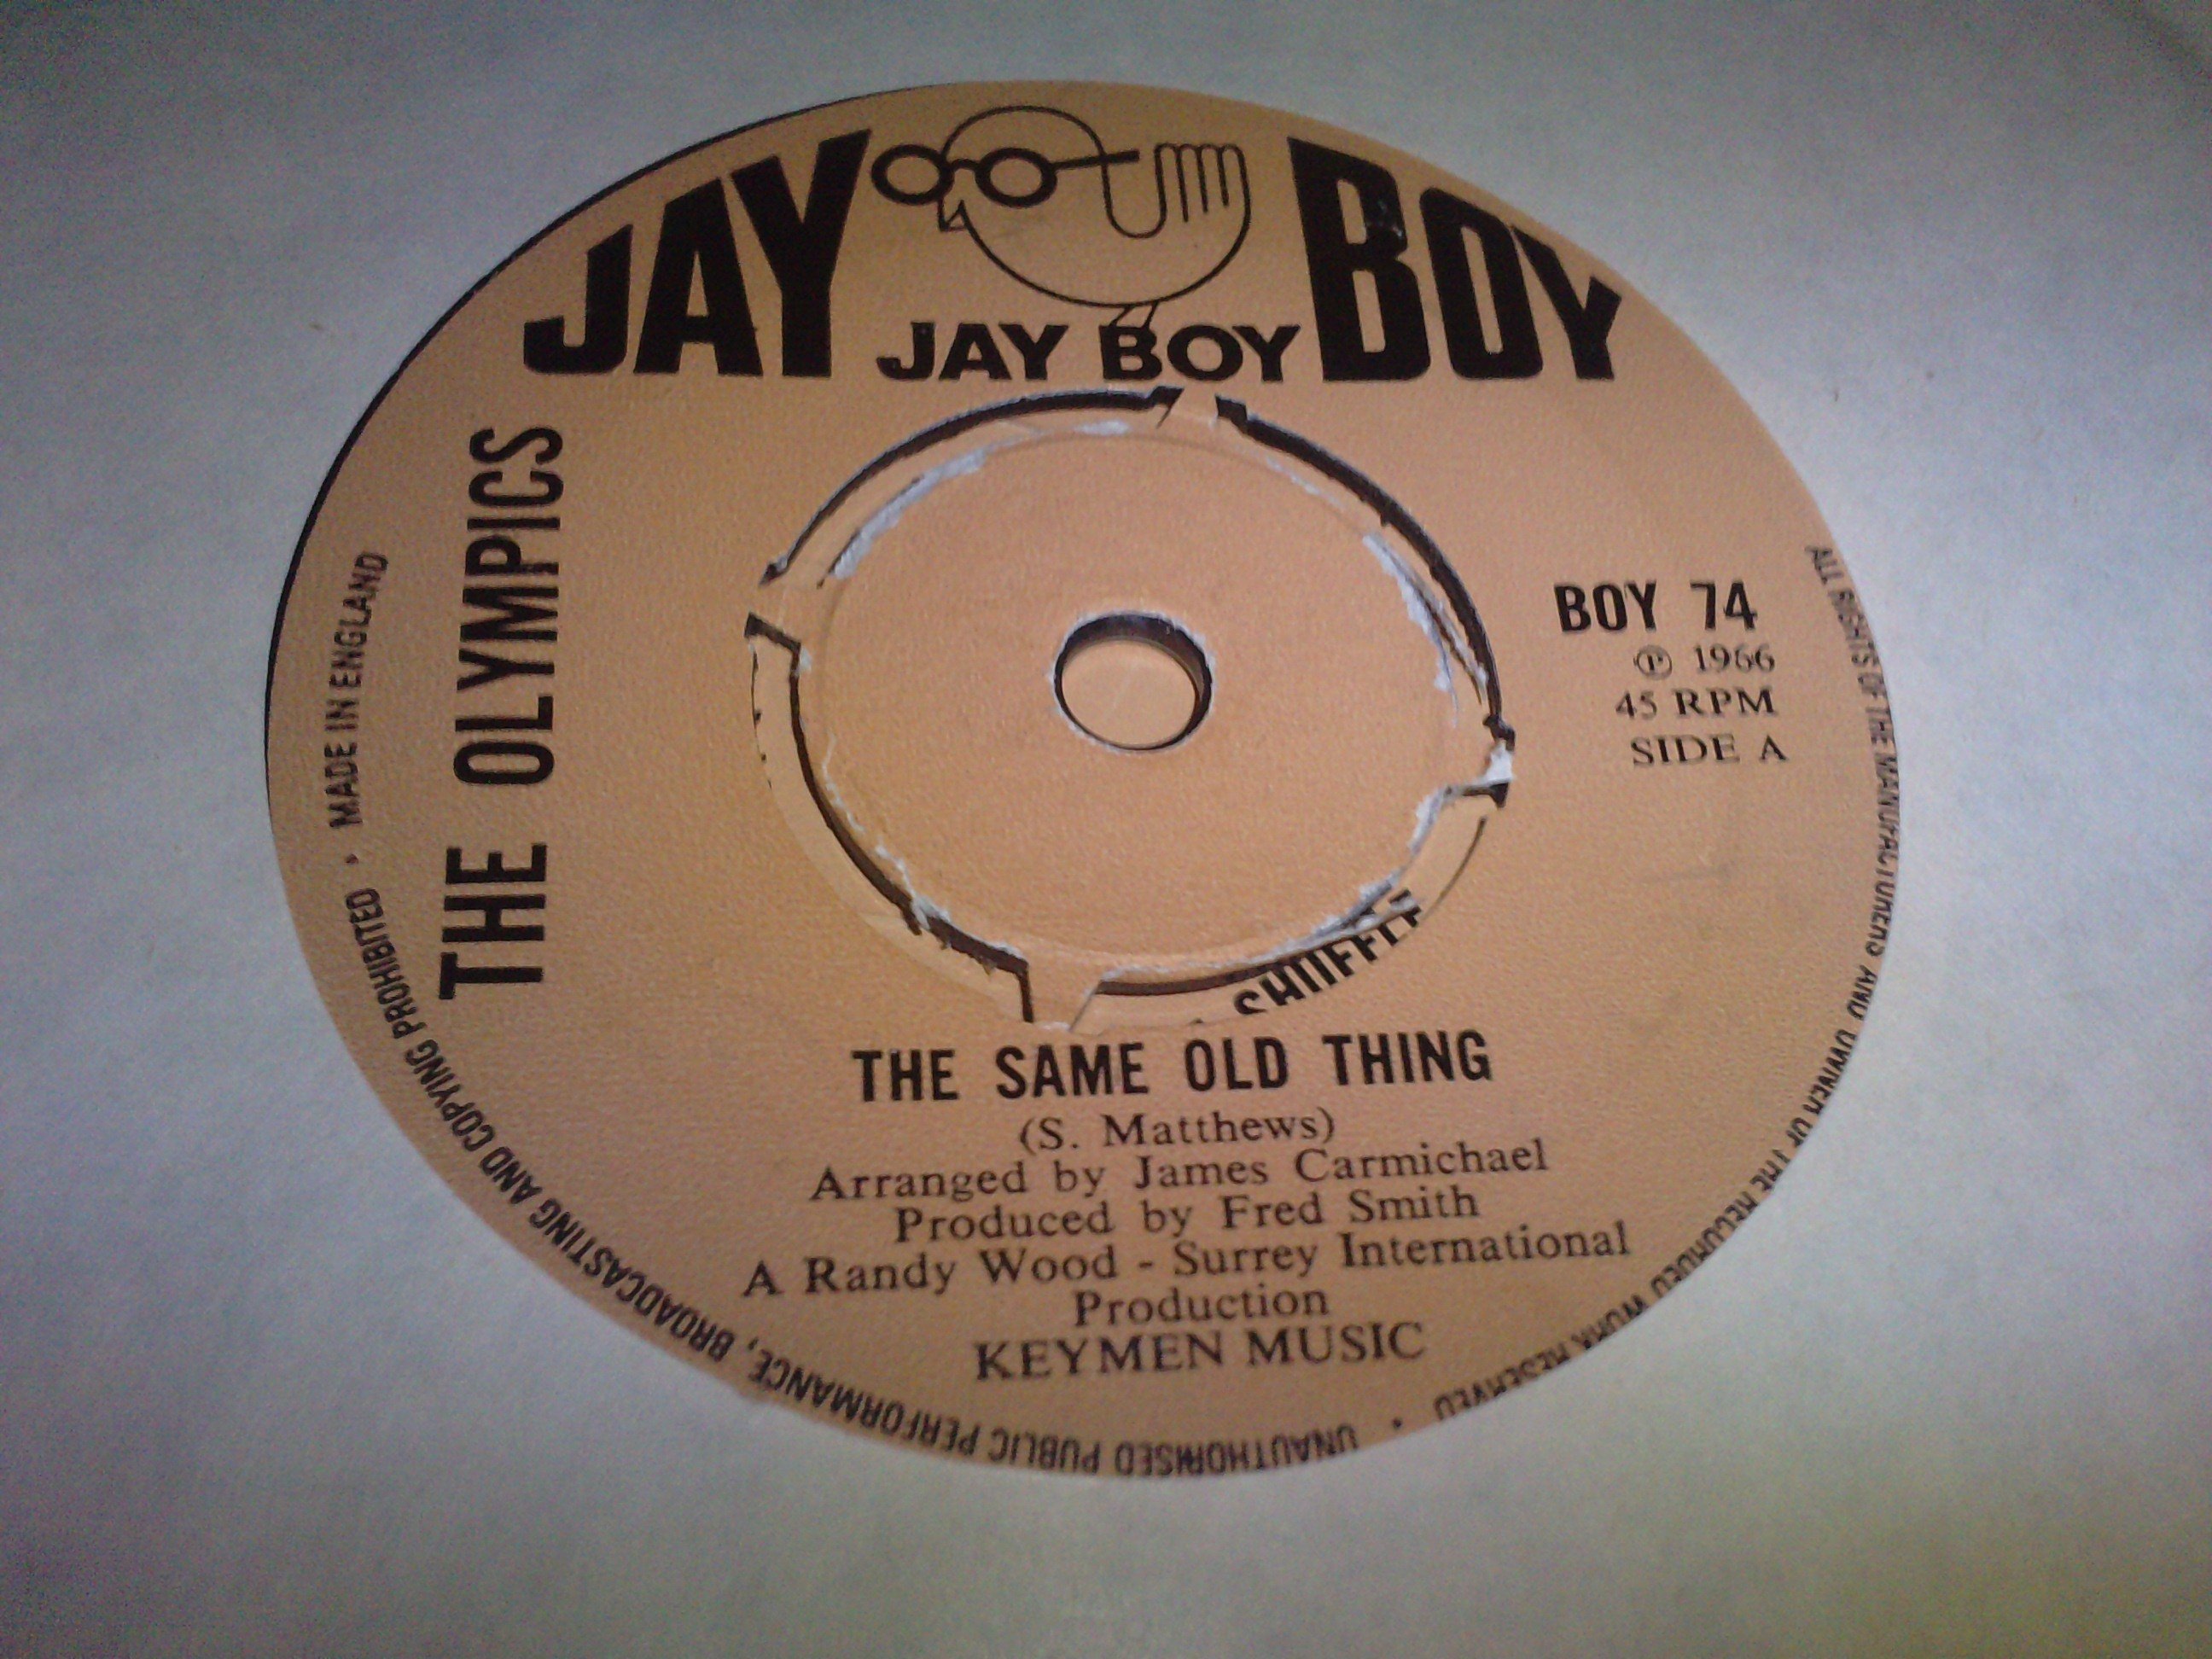 JAY BOY
JAY BOY
THE OLYMPICS
BOY 74
Ⓟ 1966
45 RPM
SIDE A
SHUFFLE
THE SAME OLD THING
(S. Matthews)
Arranged by James Carmichael
Produced by Fred Smith
A Randy Wood - Surrey International
Production
KEYMEN MUSIC
ALL RIGHTS OF THE MANUFACTURERS AND OWNER OF THE RECORDED WORK RESERVED • UNAUTHORISED PUBLIC PERFORMANCE, BROADCASTING AND COPYING PROHIBITED • MADE IN ENGLAND